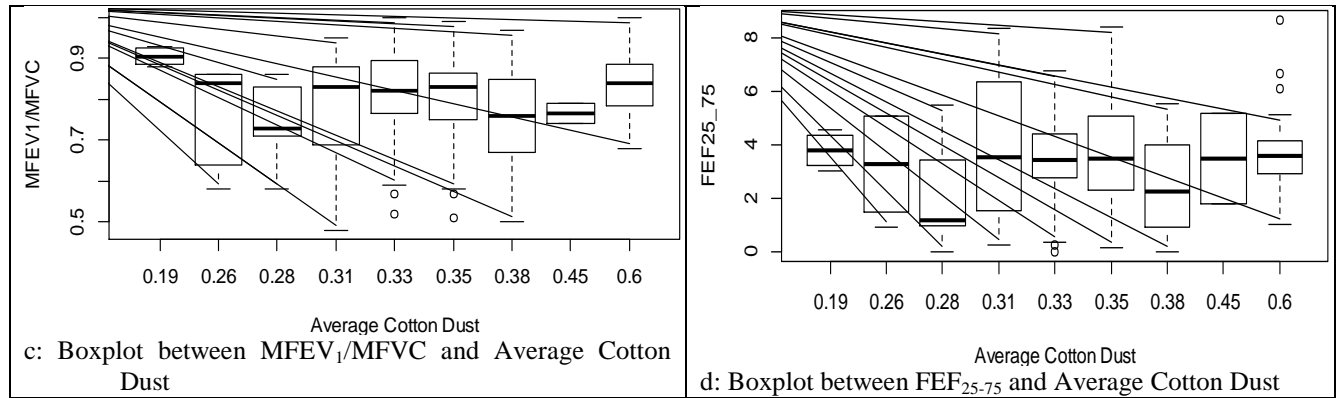 MFEV1/MFVC
0.9
0.7
0.5
0.19 0.26 0.28 0.31 0.33 0.35 0.38 0.45 0.6
Average Cotton Dust
c: Boxplot between MFEV₁/MFVC and Average Cotton
Dust
FEF25_75
8
6
4
2
0
0.19 0.26 0.28 0.31 0.33 0.35 0.38 0.45 0.6
Average Cotton Dust
d: Boxplot between FEF₂₅₋₇₅ and Average Cotton Dust